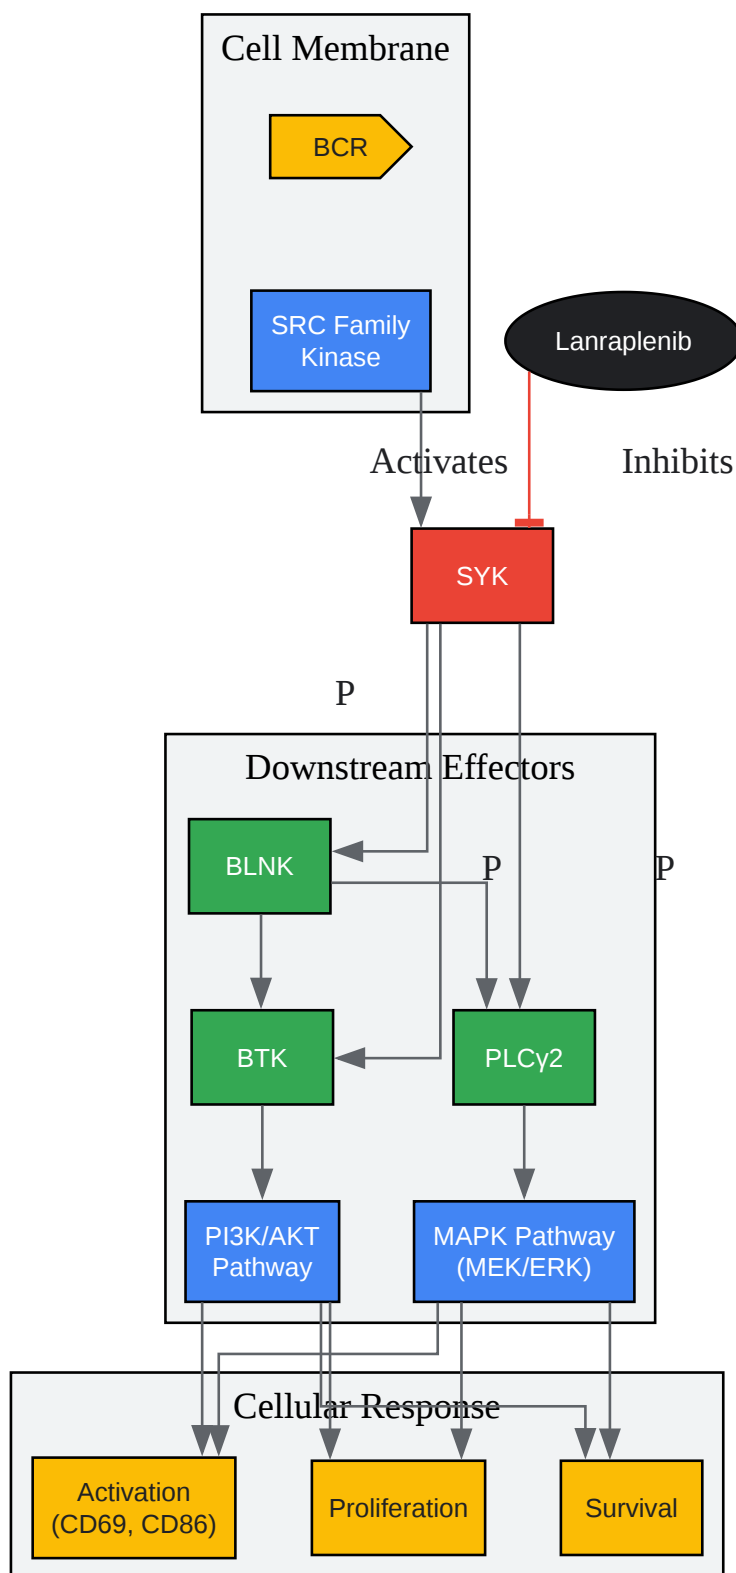 Cell Membrane
BCR
SRC Family
Kinase
Lanraplenib
Activates
Inhibits
SYK
P
Downstream Effectors
BLNK
P
P
BTK
PLCγ2
PI3K/AKT
Pathway
MAPK Pathway
(MEK/ERK)
Cellular Response
Activation
(CD69, CD86)
Proliferation
Survival